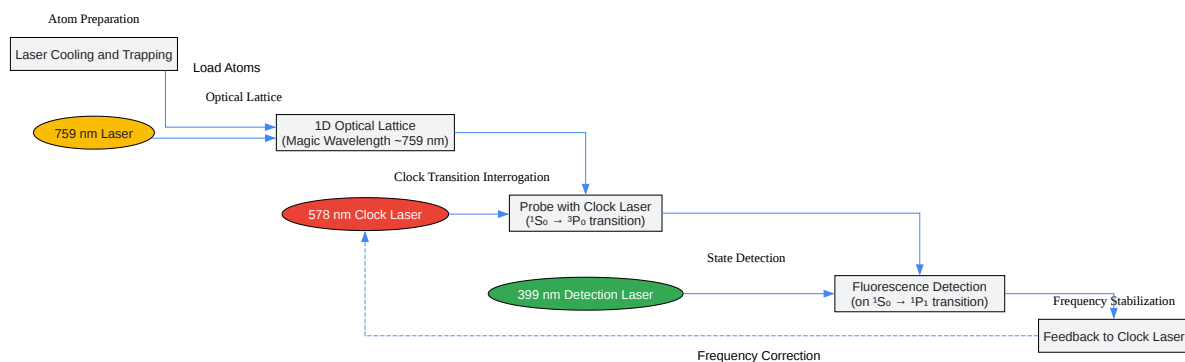 Atom Preparation
Laser Cooling and Trapping
Load Atoms
Optical Lattice
759 nm Laser
1D Optical Lattice
(Magic Wavelength ~759 nm)
Clock Transition Interrogation
578 nm Clock Laser
Probe with Clock Laser
(¹S₀ → ³P₀ transition)
State Detection
399 nm Detection Laser
Fluorescence Detection
(on ¹S₀ → ¹P₁ transition)
Frequency Stabilization
Feedback to Clock Laser
Frequency Correction